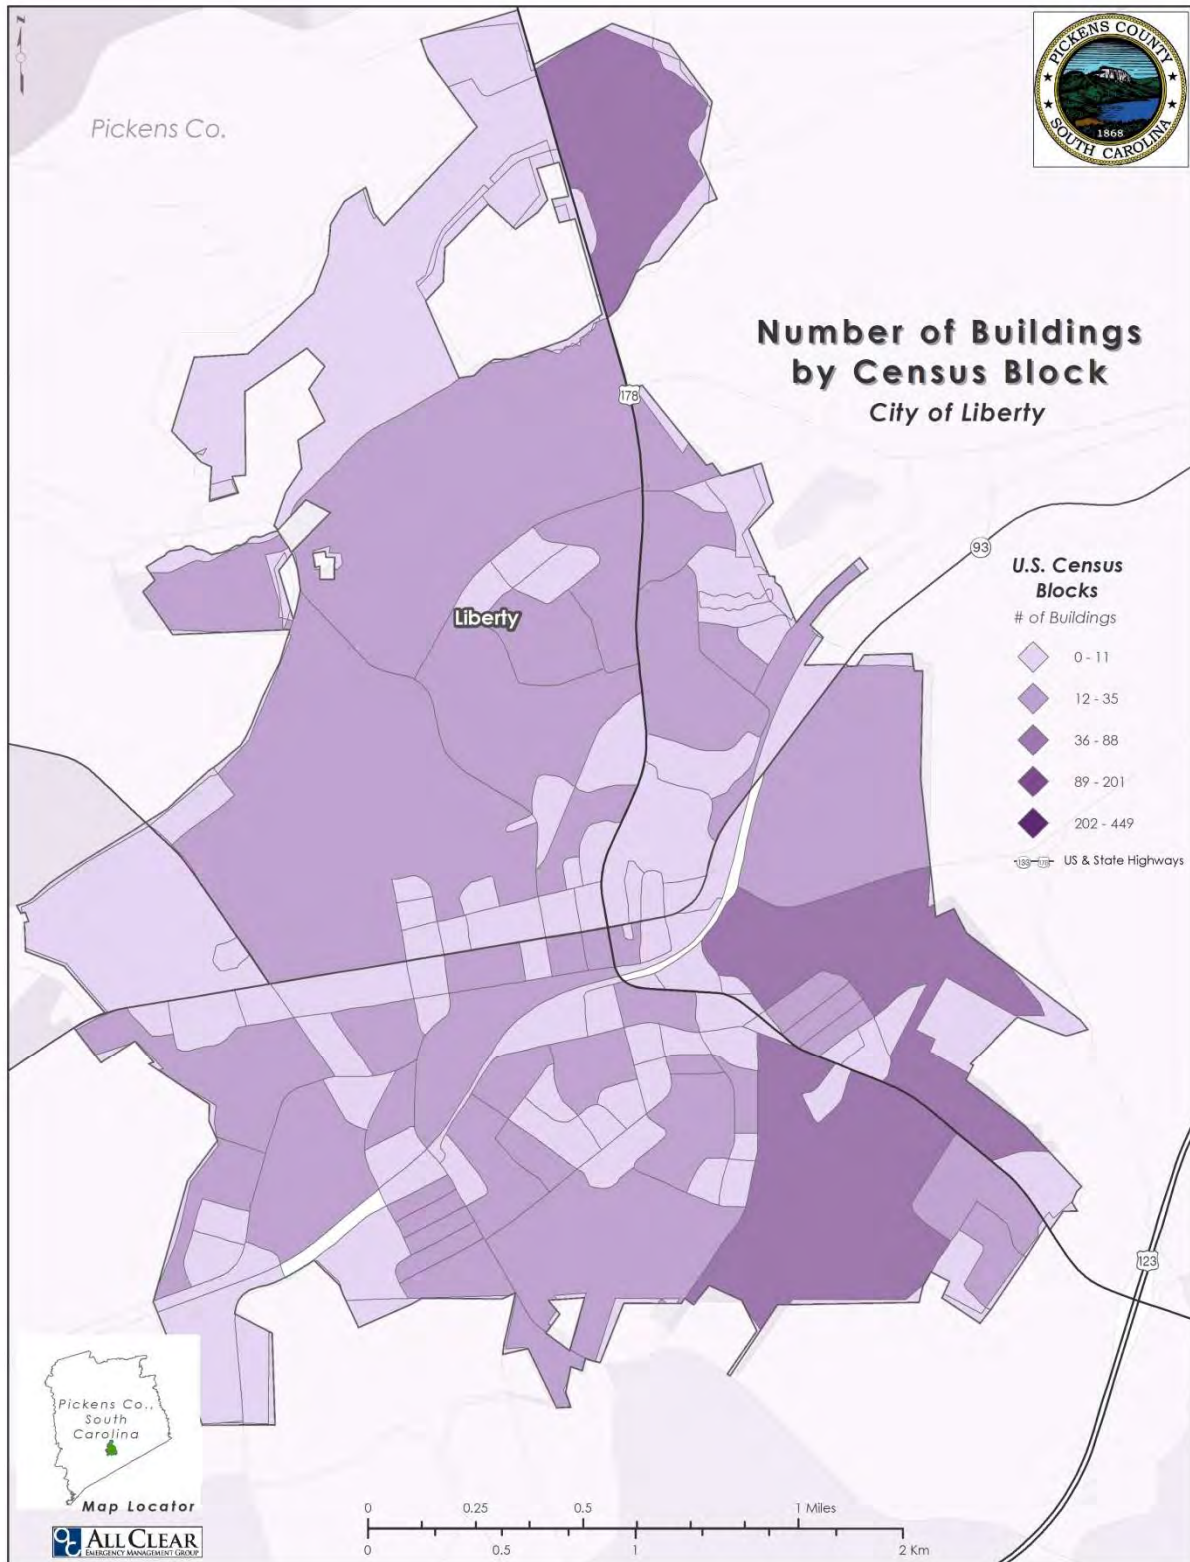 N
PICKENS COUNTY
1868
SOUTH CAROLINA
Pickens Co.
Number of Buildings
by Census Block
City of Liberty
178
93
U.S. Census
Blocks
# of Buildings
0 - 11
12 - 35
36 - 88
89 - 201
202 - 449
US & State Highways
Liberty
123
Pickens Co.,
South
Carolina
Map Locator
ALL CLEAR
EMERGENCY MANAGEMENT GROUP
0 0.25 0.5 1 Miles
0 0.5 1 2 Km